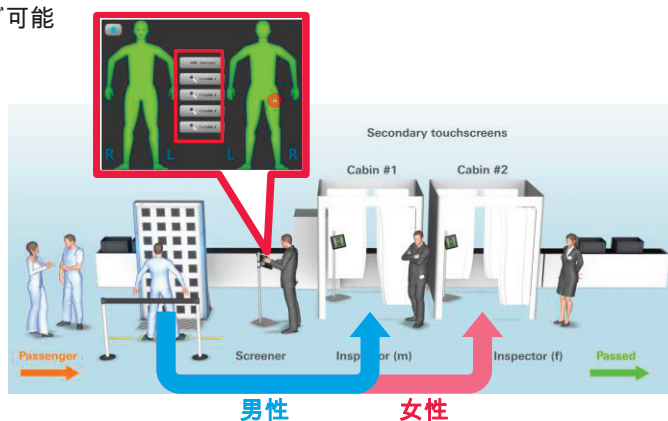 可能
R
L
L
R
Secondary touchscreens
Cabin #1
Cabin #2
Passenger
Screener
Inspector (m)
Inspector (f)
Passed
男性
女性